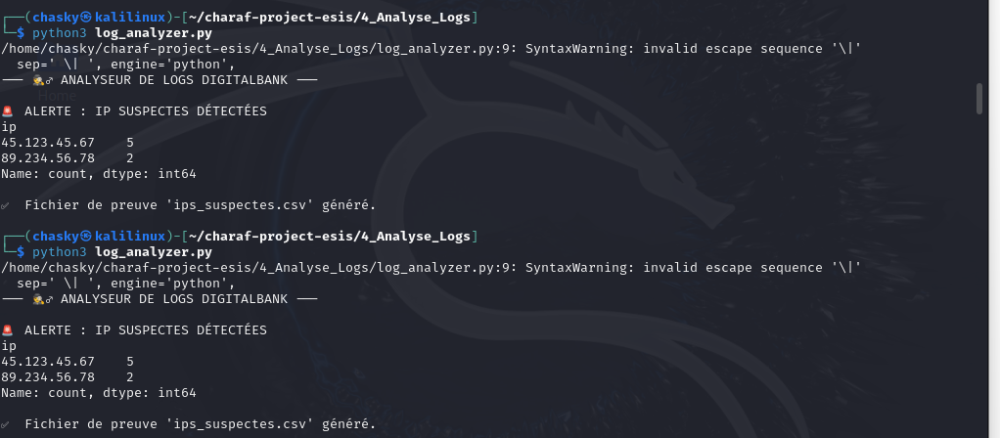 ┌──(chasky㉿kalilinux)-[~/charaf-project-esis/4_Analyse_Logs]
└─$ python3 log_analyzer.py
/home/chasky/charaf-project-esis/4_Analyse_Logs/log_analyzer.py:9: SyntaxWarning: invalid escape sequence '\|'
  sep=' \| ', engine='python',
── 🕵️♂ ANALYSEUR DE LOGS DIGITALBANK ──
Home
🚨 ALERTE : IP SUSPECTES DÉTECTÉES
ip
45.123.45.67    5
89.234.56.78    2
Name: count, dtype: int64
✅ Fichier de preuve 'ips_suspectes.csv' généré.
┌──(chasky㉿kalilinux)-[~/charaf-project-esis/4_Analyse_Logs]
└─$ python3 log_analyzer.py
/home/chasky/charaf-project-esis/4_Analyse_Logs/log_analyzer.py:9: SyntaxWarning: invalid escape sequence '\|'
  sep=' \| ', engine='python',
── 🕵️♂ ANALYSEUR DE LOGS DIGITALBANK ──
🚨 ALERTE : IP SUSPECTES DÉTECTÉES
ip
45.123.45.67    5
89.234.56.78    2
Name: count, dtype: int64
✅ Fichier de preuve 'ips_suspectes.csv' généré.